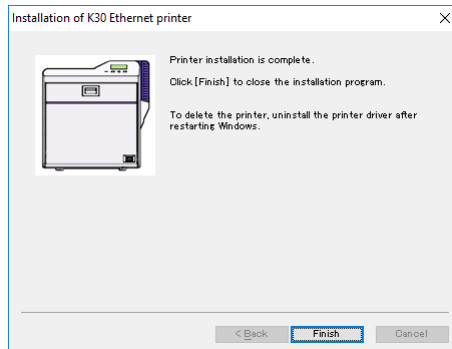 Installation of K30 Ethernet printer
Printer installation is complete.
Click [Finish] to close the installation program.
To delete the printer, uninstall the printer driver after
restarting Windows.
< Back
Finish
Cancel